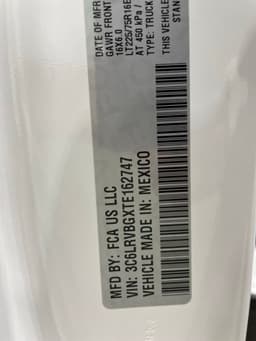 DATE OF MFR
GAWR FRONT
16X6.0
LT225/75R16E
AT 450 kPa /
TYPE: TRUCK
THIS VEHICLE
STAN
MFD BY: FCA US LLC
VIN: 3C6LRVBGXTE162747
VEHICLE MADE IN: MEXICO